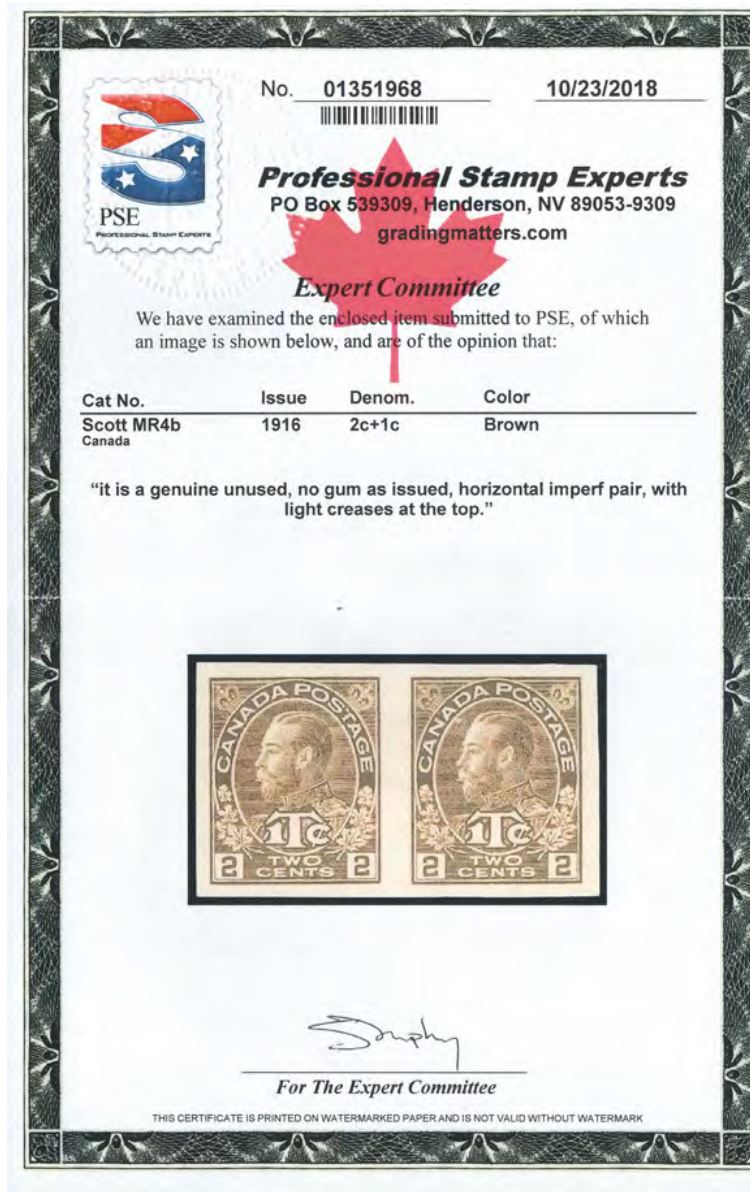 No. 01351968 10/23/2018
PSE
PROFESSIONAL STAMP EXPERTS
Professional Stamp Experts
PO Box 539309, Henderson, NV 89053-9309
gradingmatters.com
Expert Committee
We have examined the enclosed item submitted to PSE, of which
an image is shown below, and are of the opinion that:
Cat No. Issue Denom. Color
Scott MR4b 1916 2c+1c Brown
Canada
“it is a genuine unused, no gum as issued, horizontal imperf pair, with
light creases at the top.”
CANADA POSTAGE CANADA POSTAGE
1Tc 1Tc
2 TWO CENTS 2 2 TWO CENTS 2
For The Expert Committee
THIS CERTIFICATE IS PRINTED ON WATERMARKED PAPER AND IS NOT VALID WITHOUT WATERMARK